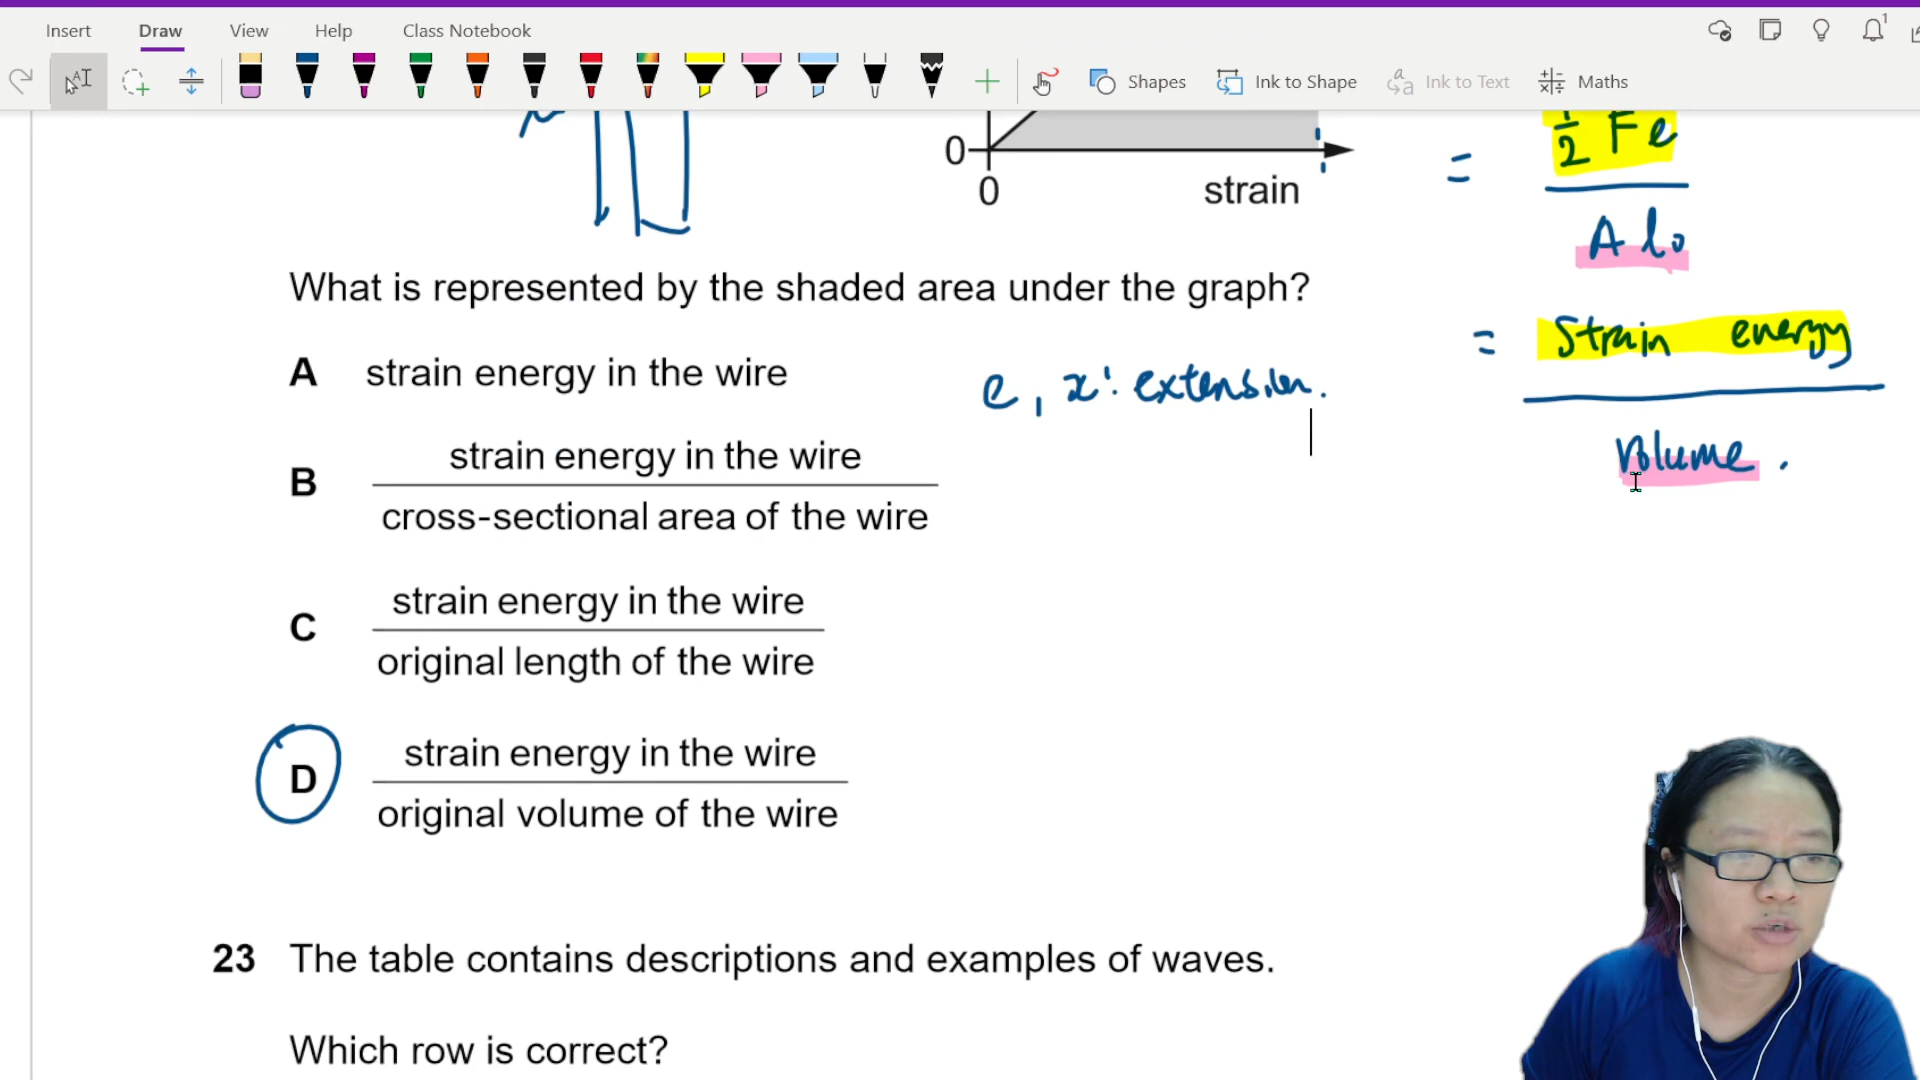 Insert Draw View Help Class Notebook
1
Shapes Ink to Shape Ink to Text Maths
0
0 strain
= 1/2 Fe
A l₀
What is represented by the shaded area under the graph?
= Strain energy
volume.
A strain energy in the wire
e, x: extension.
B strain energy in the wire
cross-sectional area of the wire
C strain energy in the wire
original length of the wire
D strain energy in the wire
original volume of the wire
23 The table contains descriptions and examples of waves.
Which row is correct?